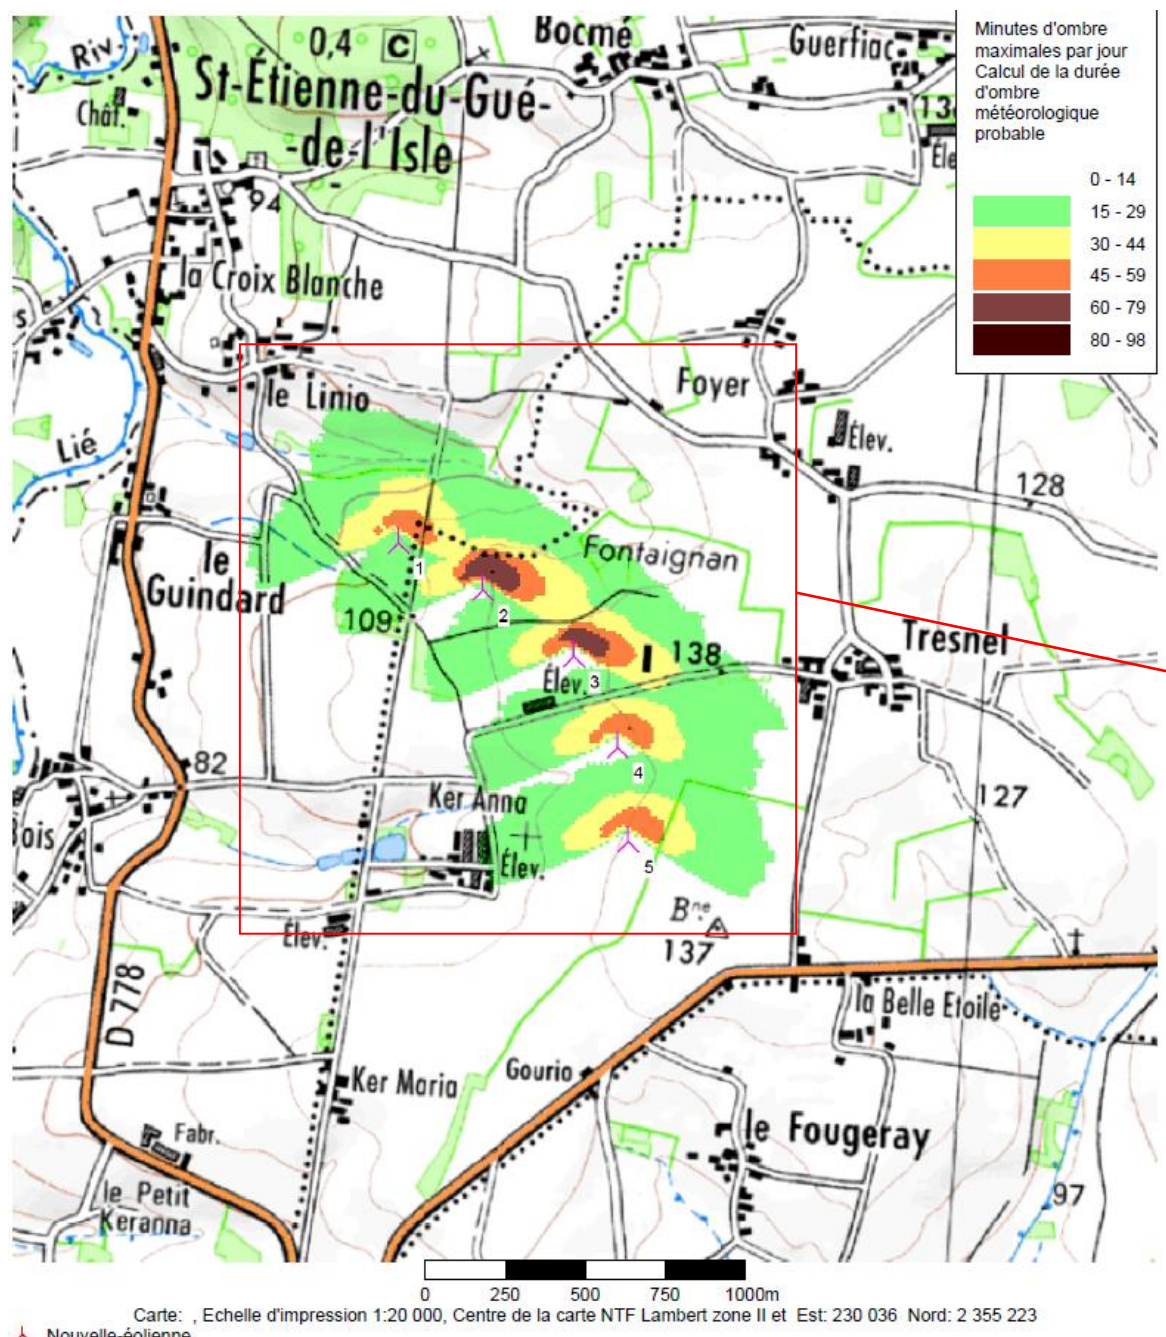 Riv.
0,4 C
Bocmé
Guerfiac
Minutes d'ombre
maximales par jour
Calcul de la durée
d'ombre
météorologique
probable
0 - 14
15 - 29
30 - 44
45 - 59
60 - 79
80 - 98
Chât.
St-Étienne-du-Gué-
-de-l'Isle
94
la Croix Blanche
le Linio
Foyer
Élev.
Lié
128
le
Guindard
Fontaignan
109
1
2
3
4
5
138
Tresnel
Élev.
82
Ker Anna
127
Bois
Élev.
Bne
137
Élev.
D 778
la Belle Etoile
Gourio
Ker Maria
Fabr.
le Fougeray
le Petit
Keranna
97
0 250 500 750 1000m
Carte: , Echelle d'impression 1:20 000, Centre de la carte NTF Lambert zone II et Est: 230 036 Nord: 2 355 223
Nouvelle-éolienne